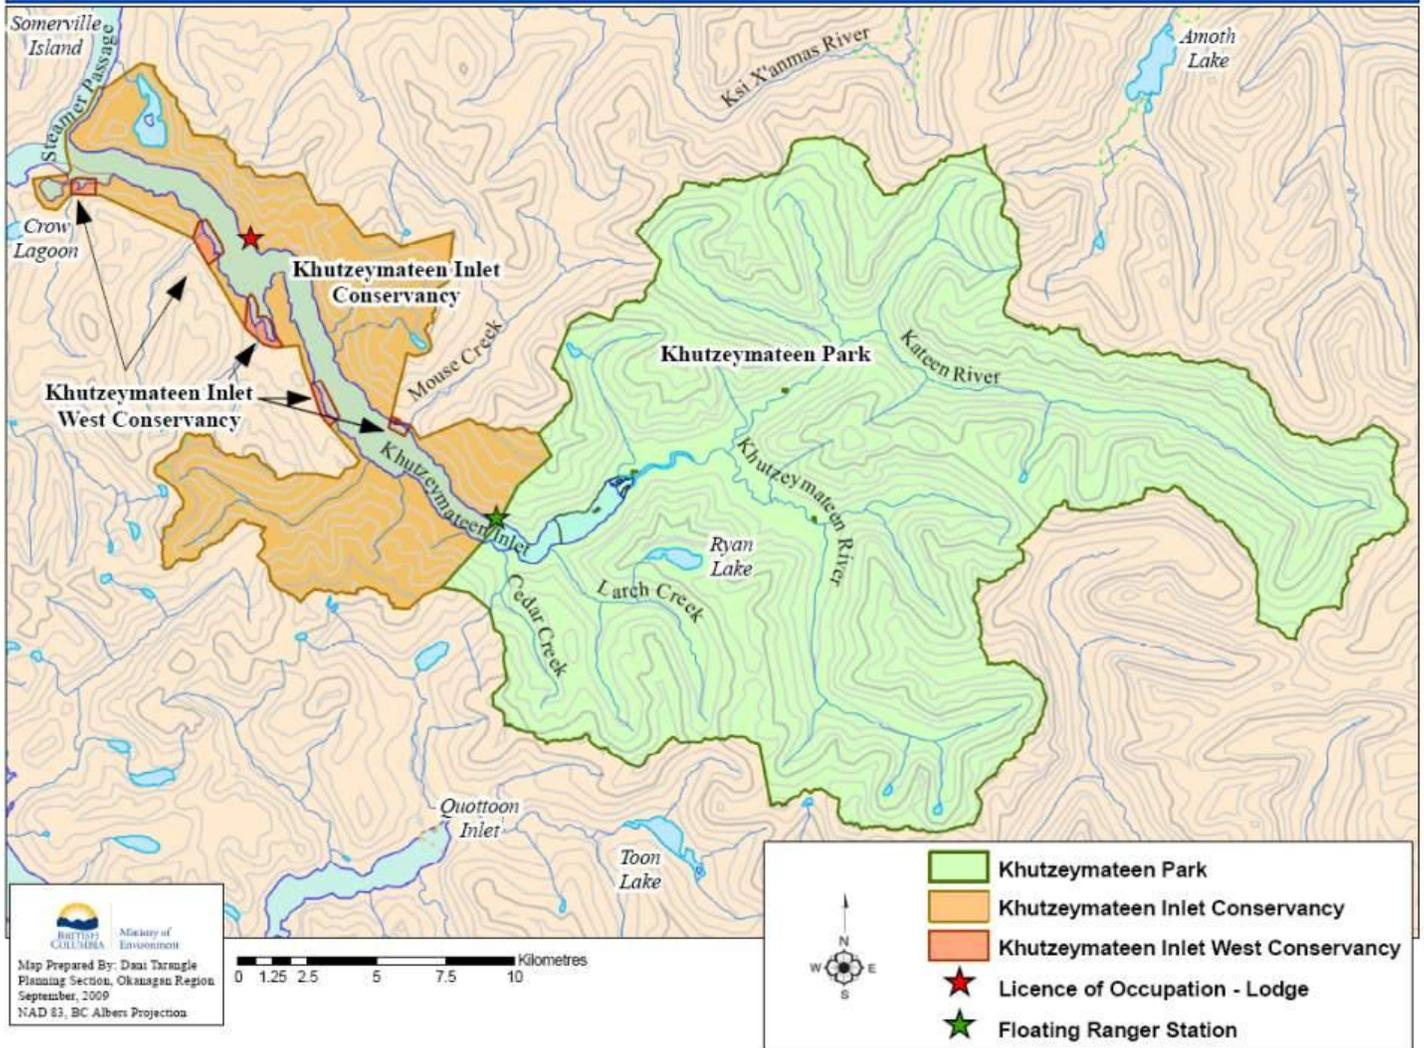 Somerville
Island
Steamer Passage
Ksi X'anmas River
Amoth
Lake
Crow
Lagoon
Khutzeymateen Inlet
Conservancy
Mouse Creek
Khutzeymateen Park
Kateen River
Khutzeymateen Inlet
West Conservancy
Khutzeymateen Inlet
Khutzeymateen River
Ryan
Lake
Larch Creek
Cedar Creek
Quottoon
Inlet
Toon
Lake
BRITISH
COLUMBIA
Ministry of
Environment
Map Prepared By: Dani Tarangle
Planning Section, Okanagan Region
September, 2009
NAD 83, BC Albers Projection
0 1.25 2.5 5 7.5 10 Kilometres
N
W E
S
Khutzeymateen Park
Khutzeymateen Inlet Conservancy
Khutzeymateen Inlet West Conservancy
Licence of Occupation - Lodge
Floating Ranger Station